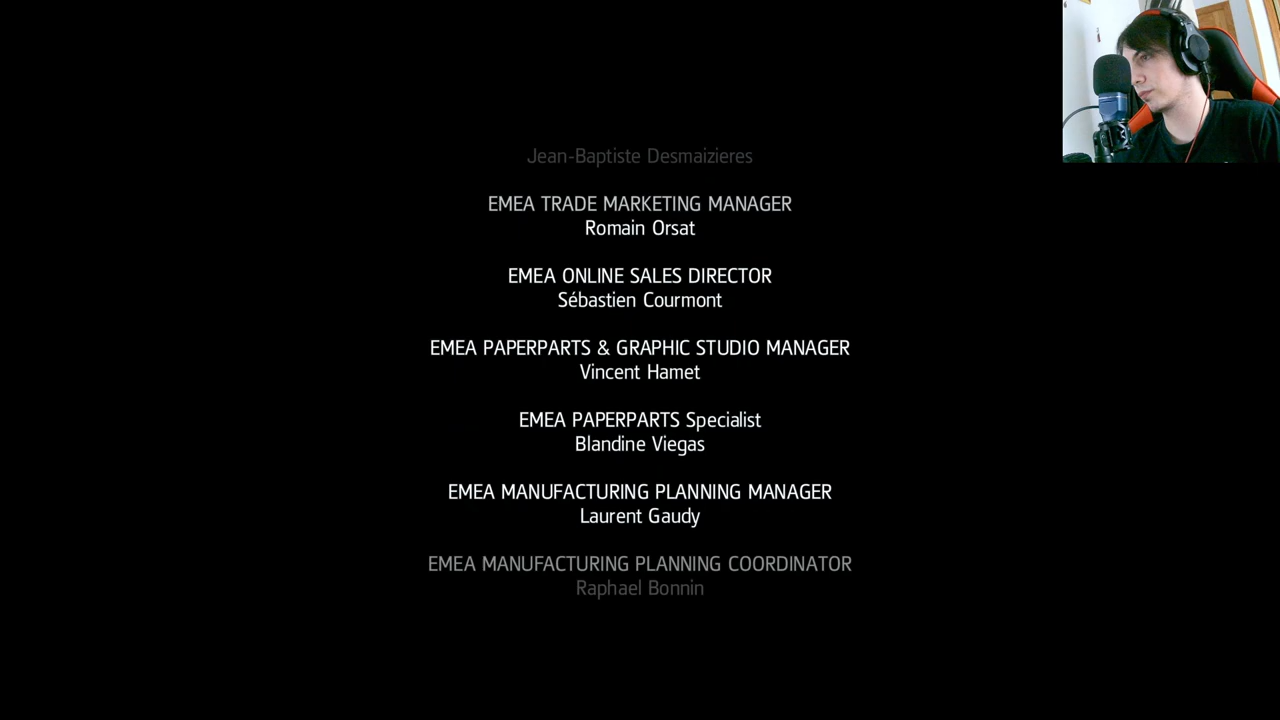 Jean-Baptiste Desmaizieres
EMEA TRADE MARKETING MANAGER
Romain Orsat
EMEA ONLINE SALES DIRECTOR
Sébastien Courmont
EMEA PAPERPARTS & GRAPHIC STUDIO MANAGER
Vincent Hamet
EMEA PAPERPARTS Specialist
Blandine Viegas
EMEA MANUFACTURING PLANNING MANAGER
Laurent Gaudy
EMEA MANUFACTURING PLANNING COORDINATOR
Raphael Bonnin